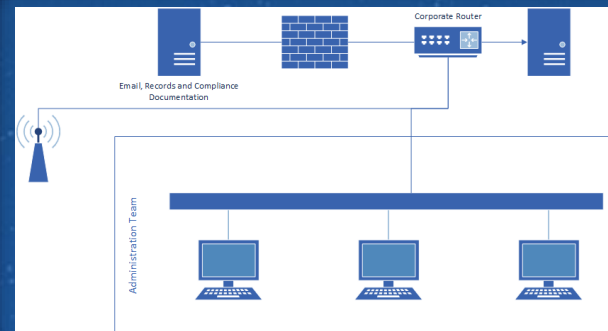 Corporate Router
Email, Records and Compliance
Documentation
Administration Team